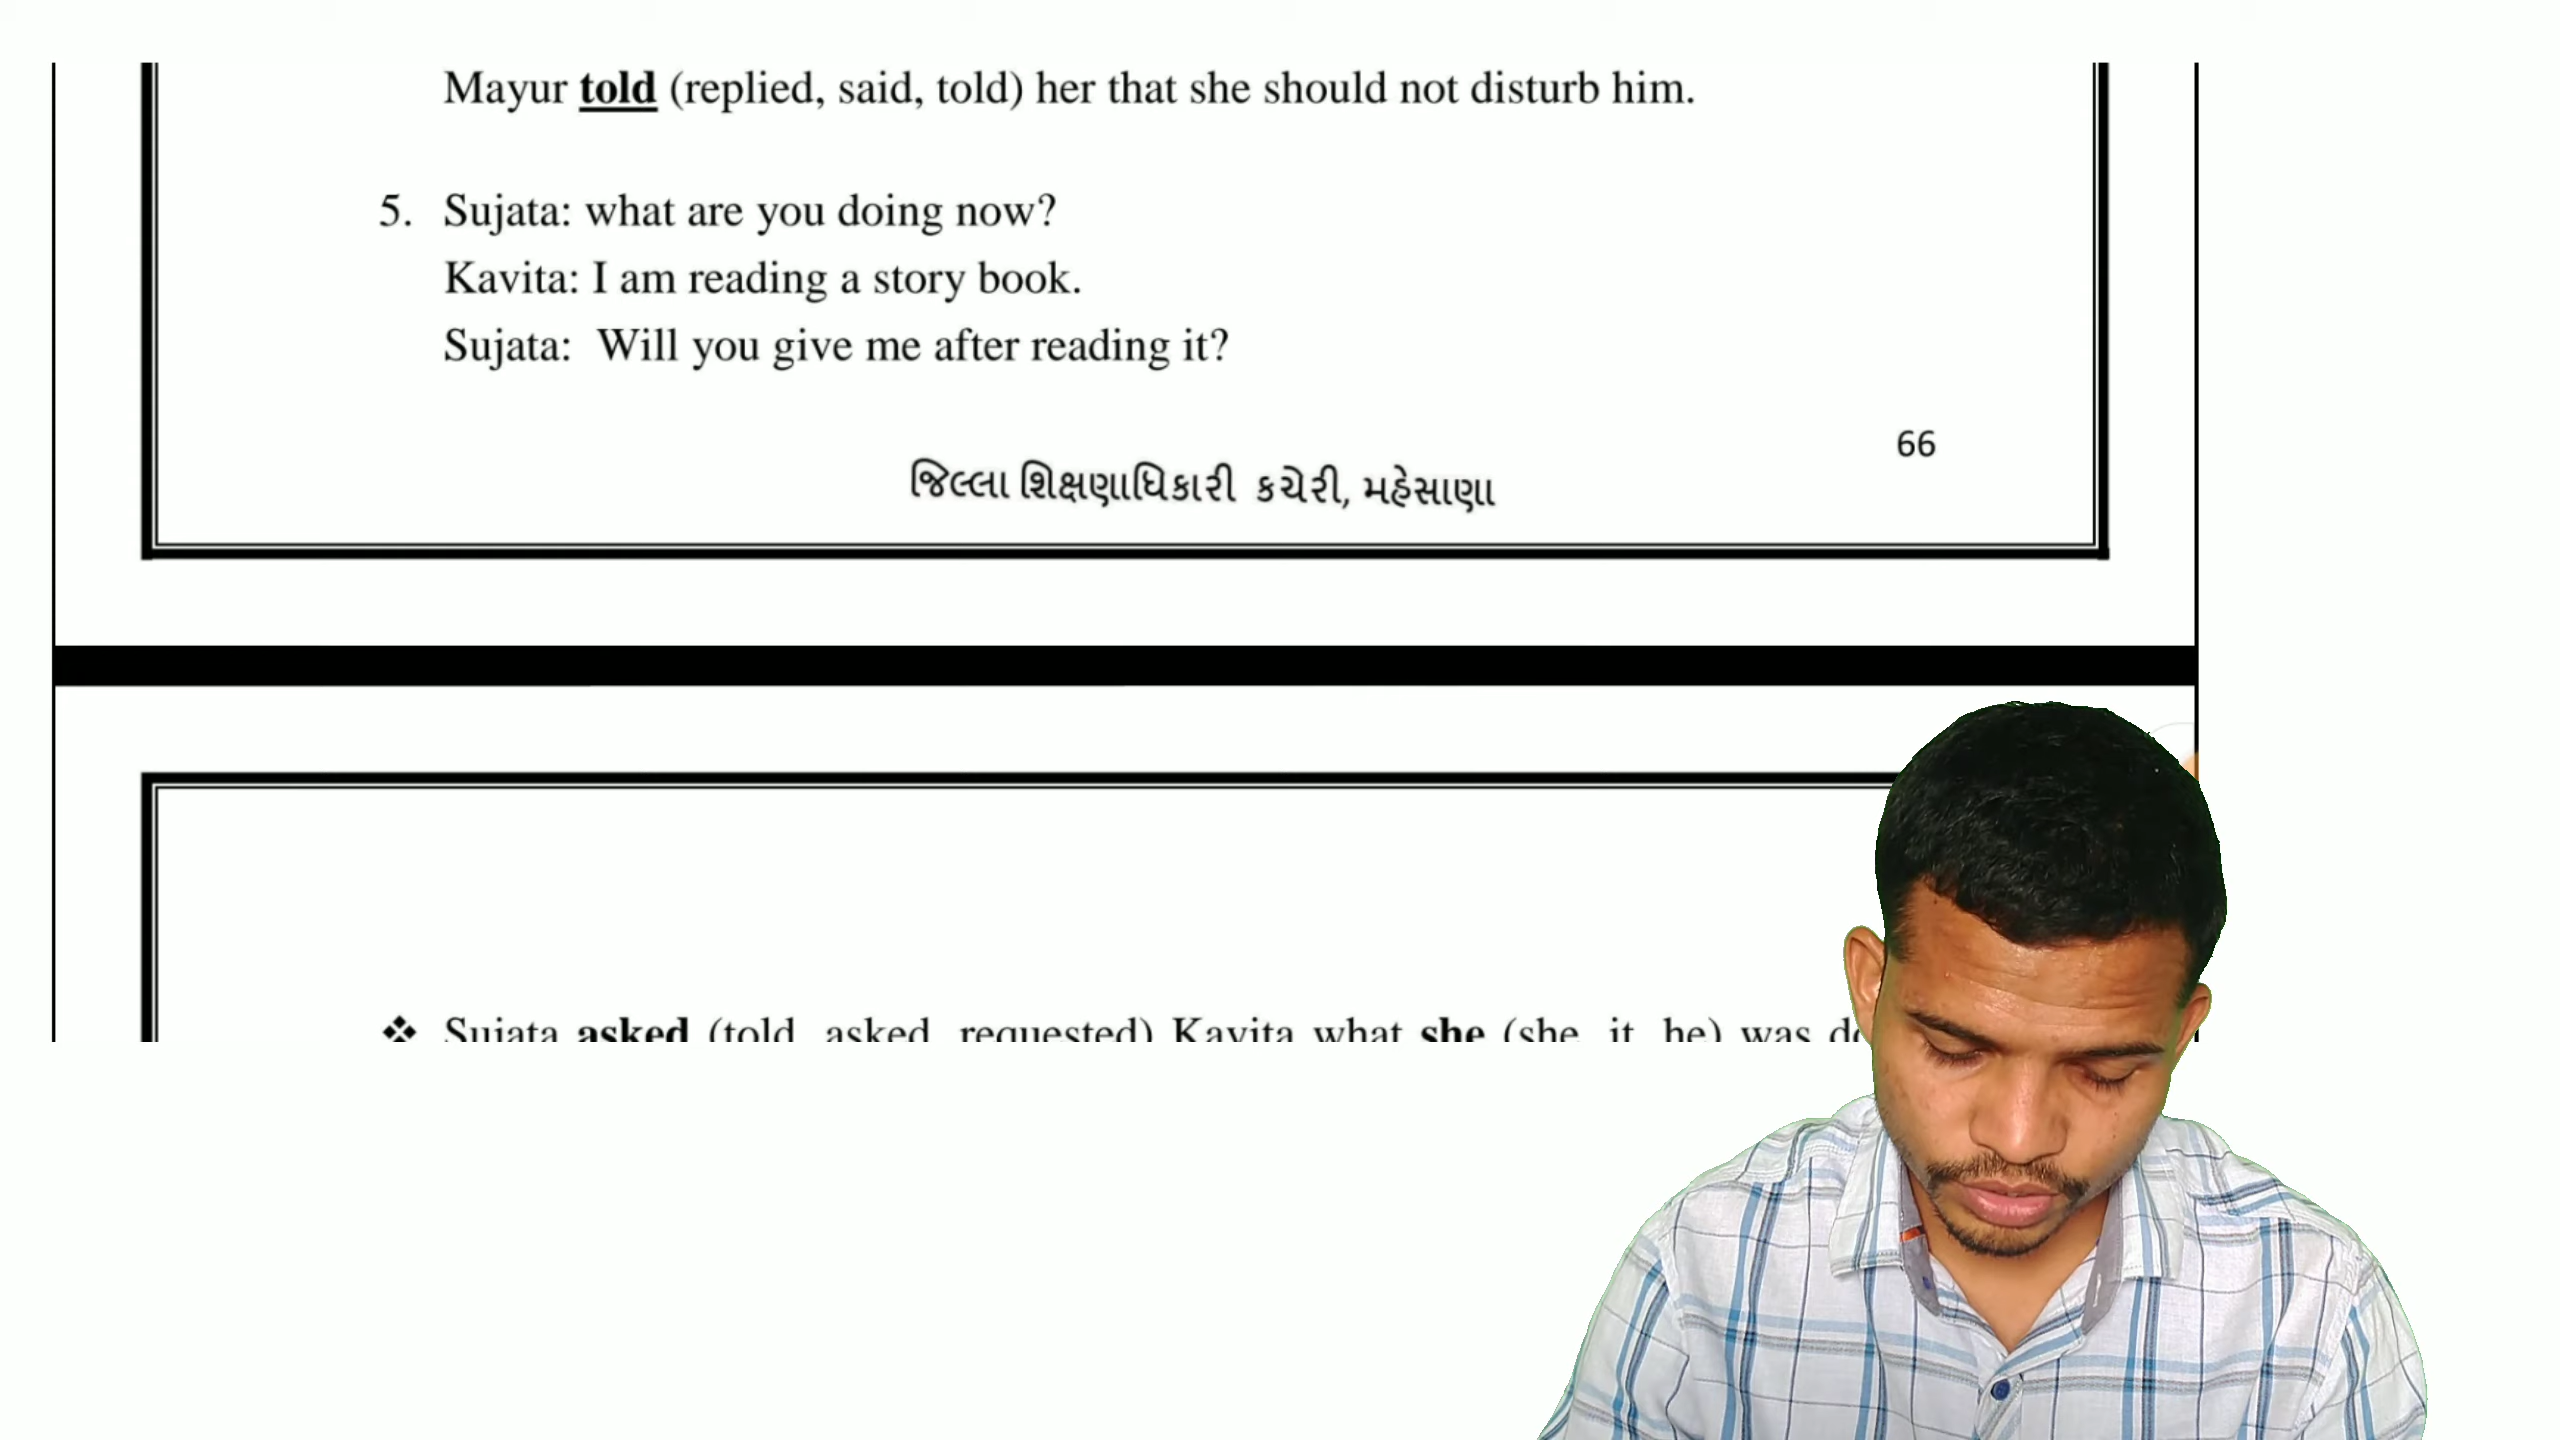 Mayur told (replied, said, told) her that she should not disturb him.
5. Sujata: what are you doing now?
Kavita: I am reading a story book.
Sujata: Will you give me after reading it?
66
જિલ્લા શિક્ષણાધિકારી કચેરી, મહેસાણા
❖ Sujata asked (told, asked, requested) Kavita what she (she, it, he) was